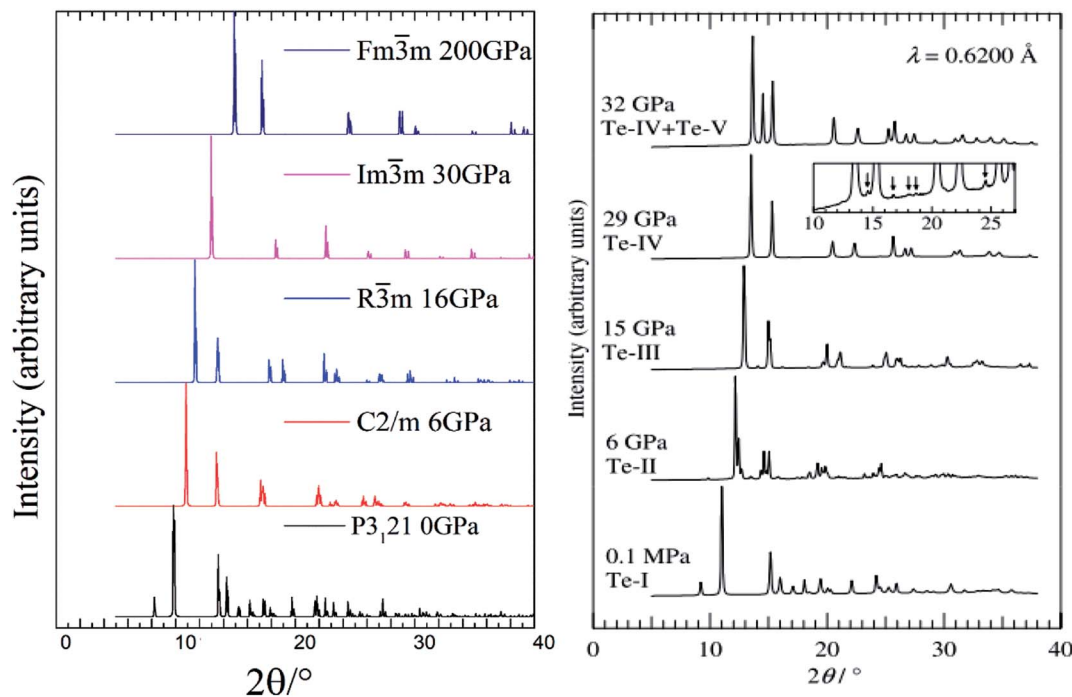 Fm3̅m 200GPa
Im3̅m 30GPa
R3̅m 16GPa
C2/m 6GPa
P3₁21 0GPa
Intensity (arbitrary units)
0 10 20 30 40
2θ/°
λ = 0.6200 Å
32 GPa
Te-IV+Te-V
10 15 20 25
29 GPa
Te-IV
15 GPa
Te-III
6 GPa
Te-II
0.1 MPa
Te-I
Intensity (arbitrary units)
0 10 20 30 40
2θ/°